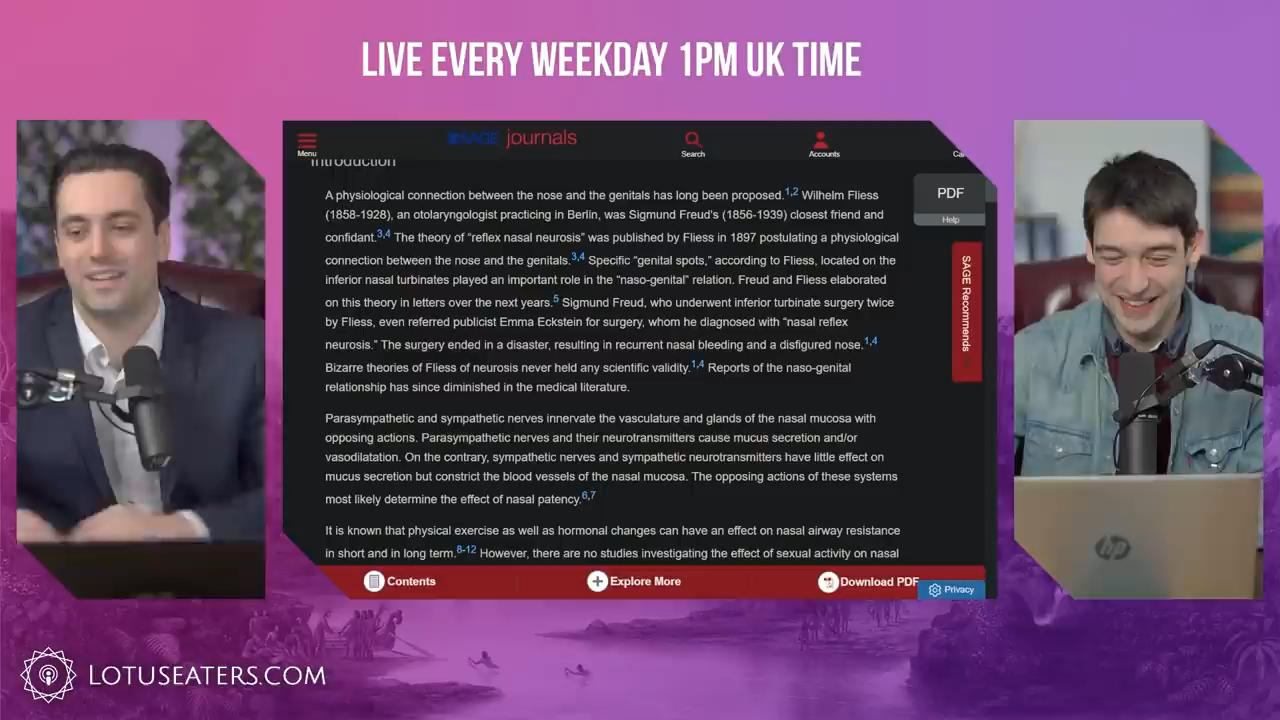 LIVE EVERY WEEKDAY 1PM UK TIME
SAGE journals
Menu
Search
Accounts
Introduction
PDF
Help
SAGE Recommends
A physiological connection between the nose and the genitals has long been proposed.1,2 Wilhelm Fliess
(1858-1928), an otolaryngologist practicing in Berlin, was Sigmund Freud's (1856-1939) closest friend and
confidant.3,4 The theory of "reflex nasal neurosis" was published by Fliess in 1897 postulating a physiological
connection between the nose and the genitals.3,4 Specific "genital spots," according to Fliess, located on the
inferior nasal turbinates played an important role in the "naso-genital" relation. Freud and Fliess elaborated
on this theory in letters over the next years.5 Sigmund Freud, who underwent inferior turbinate surgery twice
by Fliess, even referred publicist Emma Eckstein for surgery, whom he diagnosed with "nasal reflex
neurosis." The surgery ended in a disaster, resulting in recurrent nasal bleeding and a disfigured nose.1,4
Bizarre theories of Fliess of neurosis never held any scientific validity.1,4 Reports of the naso-genital
relationship has since diminished in the medical literature.
Parasympathetic and sympathetic nerves innervate the vasculature and glands of the nasal mucosa with
opposing actions. Parasympathetic nerves and their neurotransmitters cause mucus secretion and/or
vasodilatation. On the contrary, sympathetic nerves and sympathetic neurotransmitters have little effect on
mucus secretion but constrict the blood vessels of the nasal mucosa. The opposing actions of these systems
most likely determine the effect of nasal patency.6,7
It is known that physical exercise as well as hormonal changes can have an effect on nasal airway resistance
in short and in long term.8-12 However, there are no studies investigating the effect of sexual activity on nasal
Contents
Explore More
Download PDF
Privacy
hp
LOTUSEATERS.COM